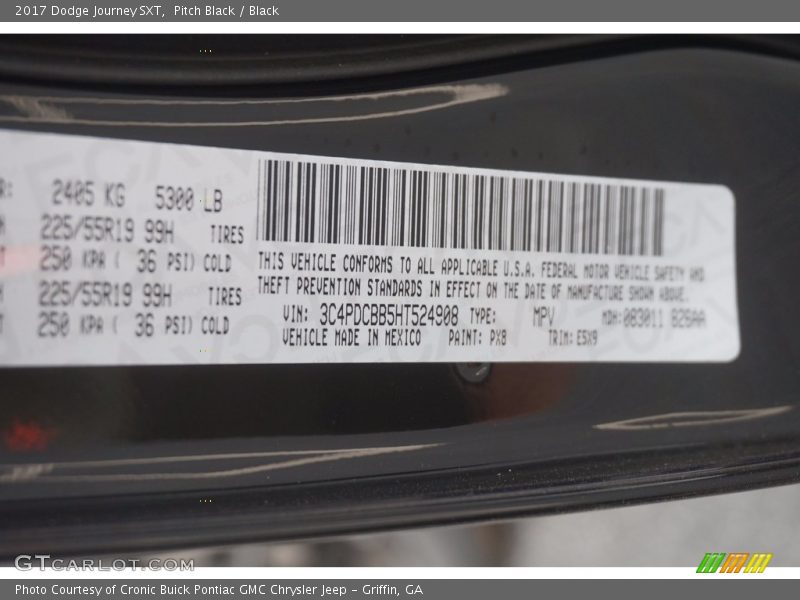 2017 Dodge Journey SXT, Pitch Black / Black
R: 2405 KG 5300 LB
225/55R19 99H TIRES
250 KPA ( 36 PSI) COLD
225/55R19 99H TIRES
250 KPA ( 36 PSI) COLD
THIS VEHICLE CONFORMS TO ALL APPLICABLE U.S.A. FEDERAL MOTOR VEHICLE SAFETY AND
THEFT PREVENTION STANDARDS IN EFFECT ON THE DATE OF MANUFACTURE SHOWN ABOVE.
VIN: 3C4PDCBB5HT524908 TYPE: MPV MDH: 083011 826AA
VEHICLE MADE IN MEXICO PAINT: PX8 TRIM: E5X9
GTCARLOT.COM
Photo Courtesy of Cronic Buick Pontiac GMC Chrysler Jeep - Griffin, GA